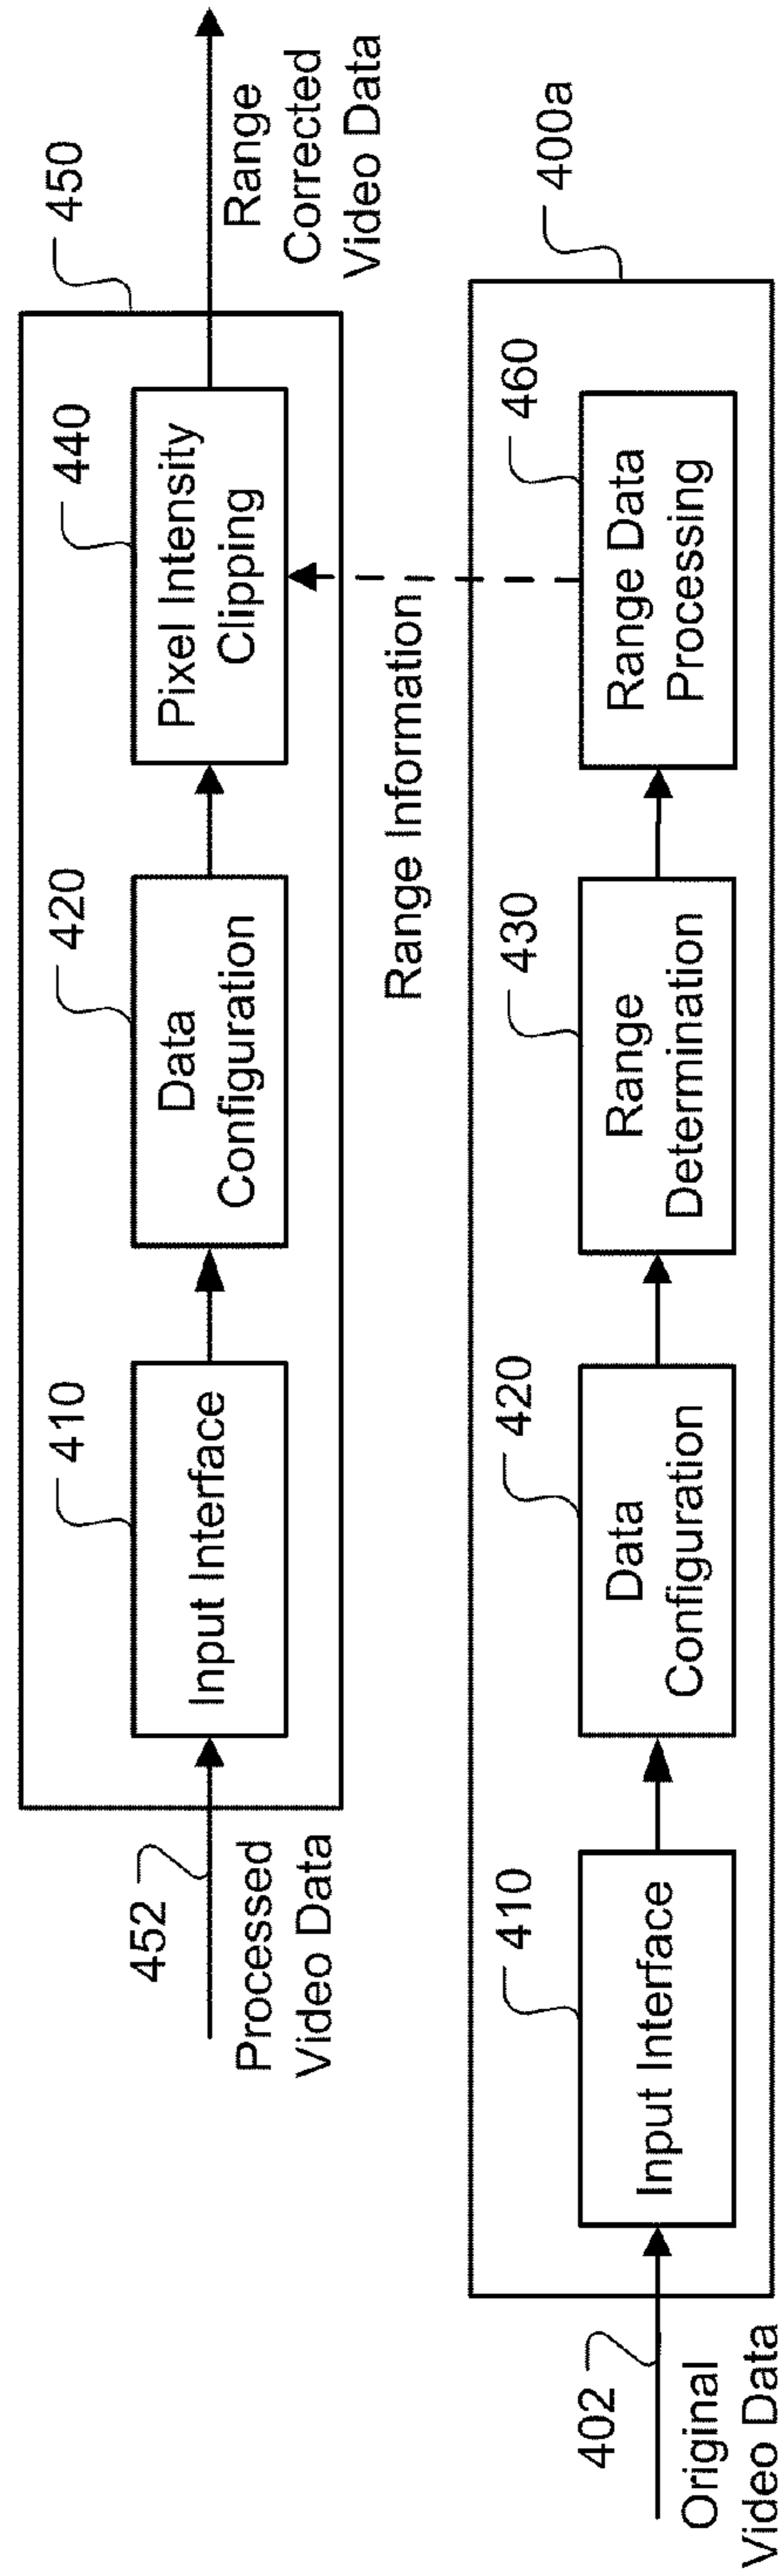 452
Processed
Video Data
410
Input Interface
420
Data
Configuration
440
Pixel Intensity
Clipping
450
Range
Corrected
Video Data
Range Information
402
Original
Video Data
410
Input Interface
420
Data
Configuration
430
Range
Determination
460
Range Data
Processing
400a